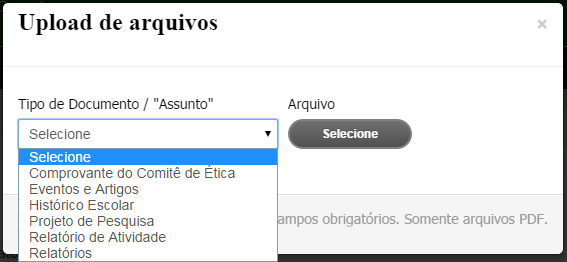 Upload de arquivos
×
Tipo de Documento / "Assunto" Arquivo
Selecione Selecione
Selecione
Comprovante do Comitê de Ética
Eventos e Artigos
Histórico Escolar
Projeto de Pesquisa
Relatório de Atividade
Relatórios
ampos obrigatórios. Somente arquivos PDF.